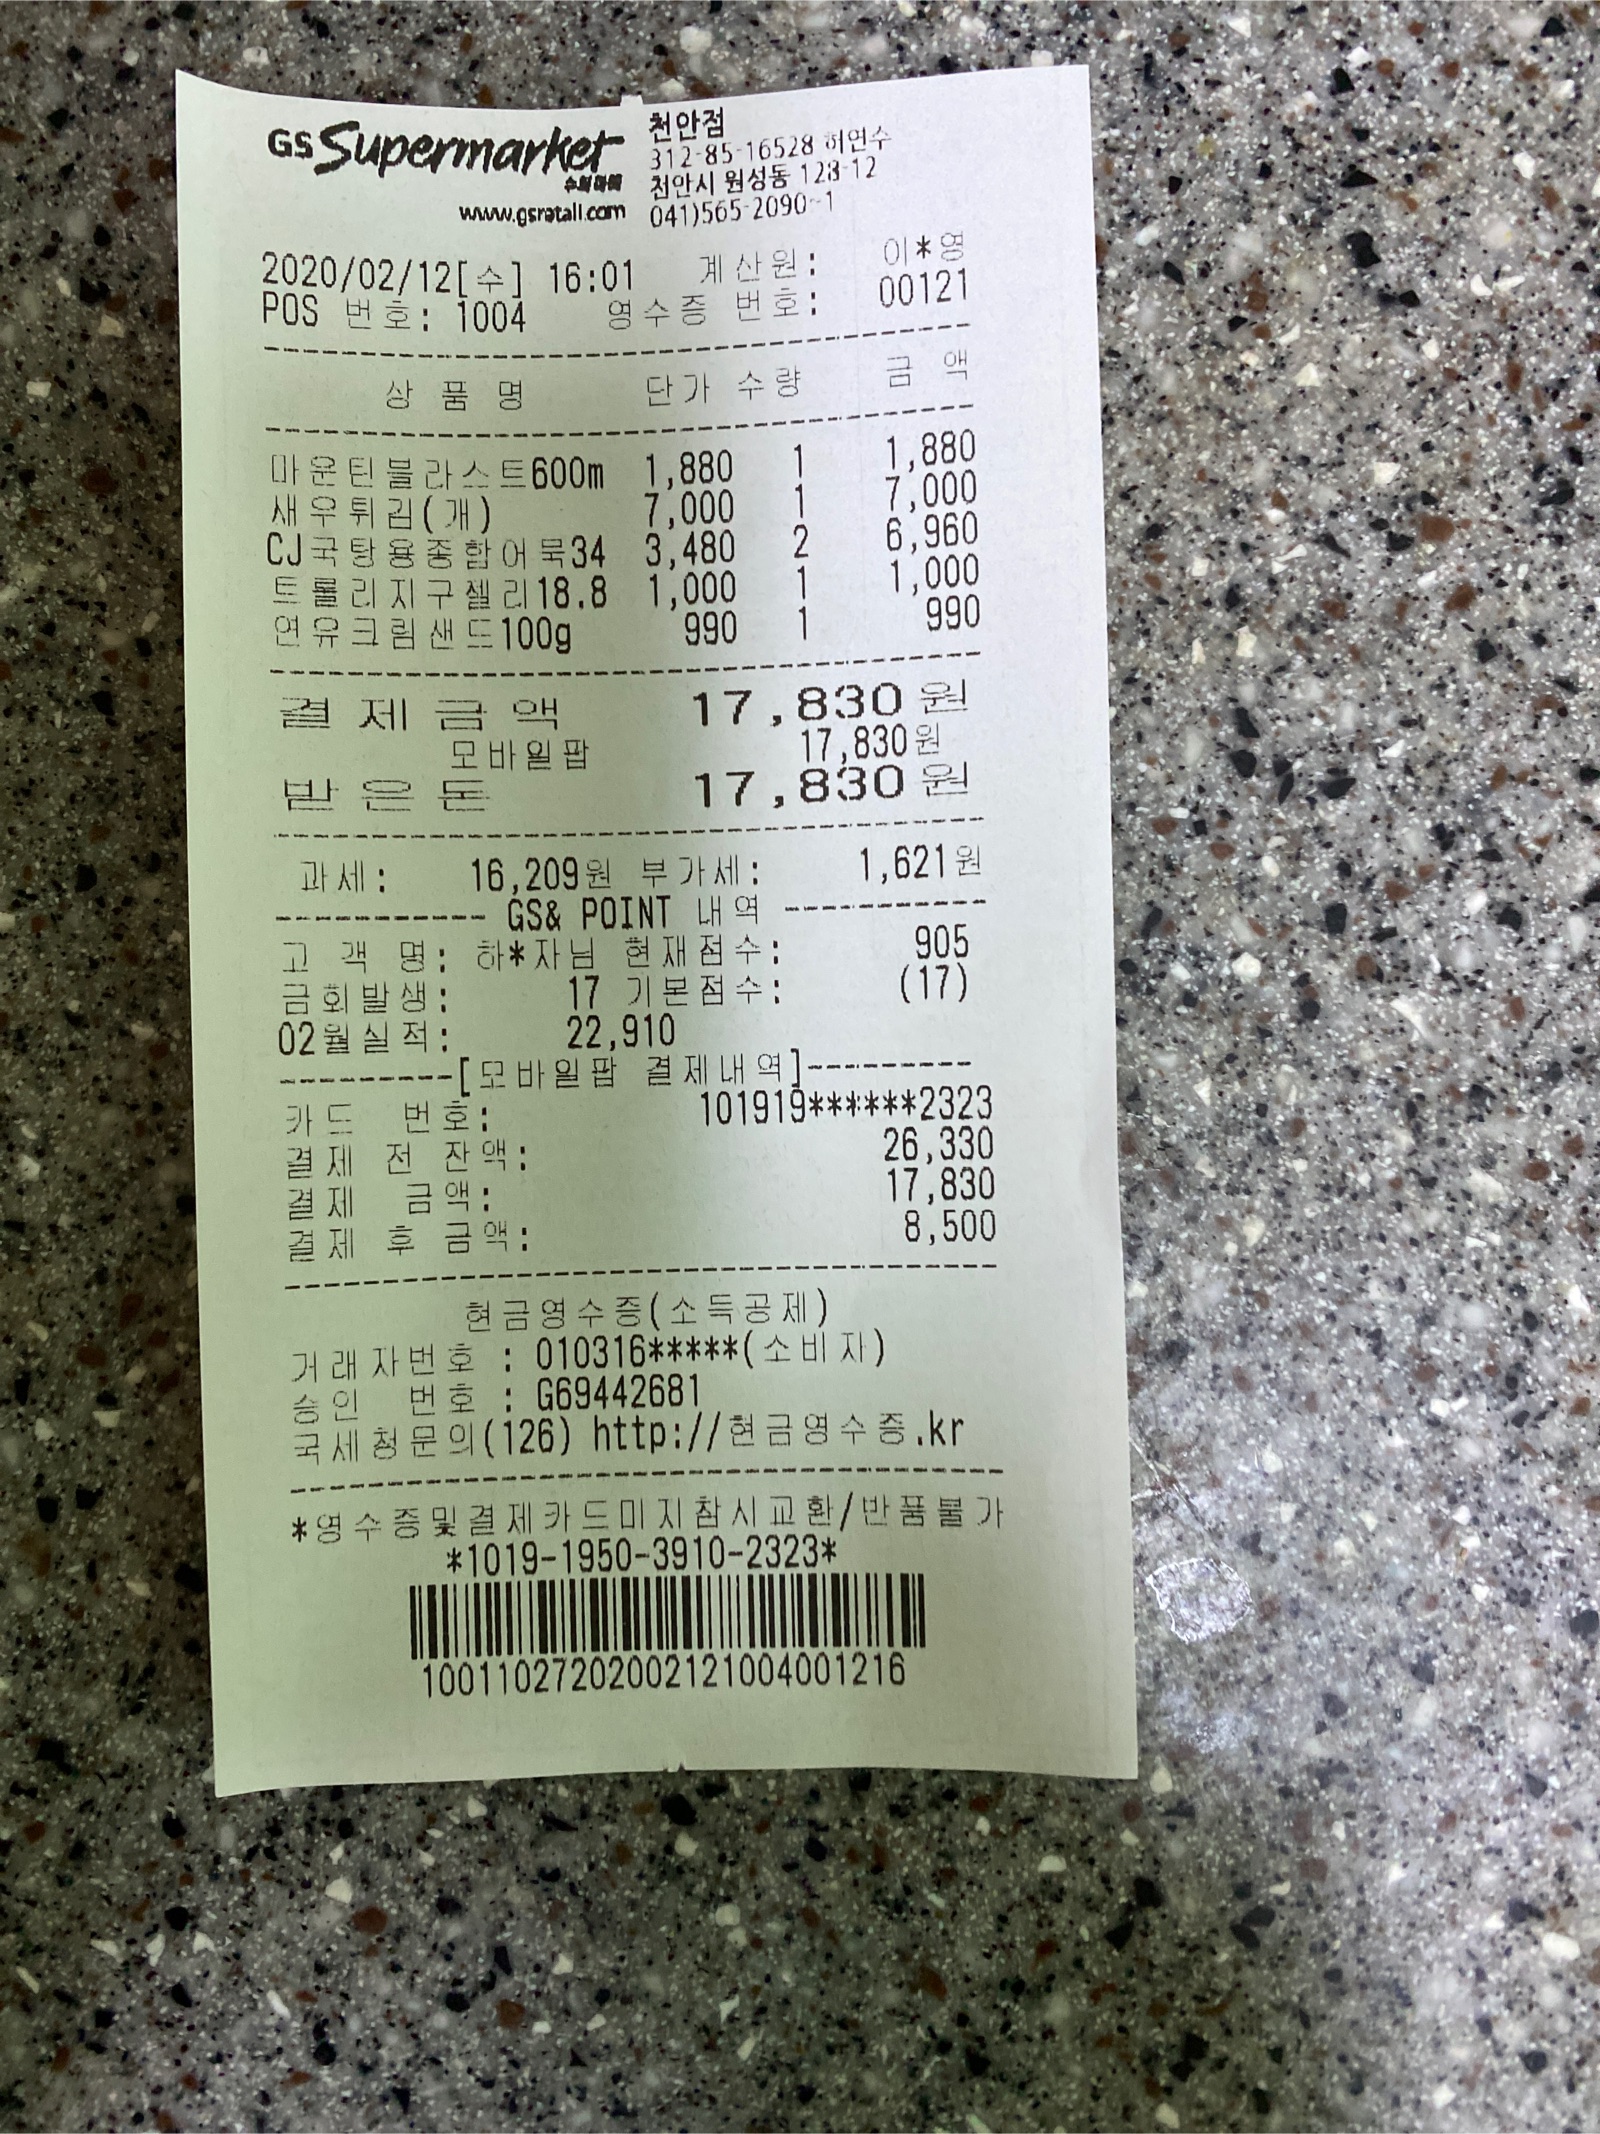 GS Supermarket
www.gsretail.com
천안점
312-85-16528 허연수
천안시 원성동 128-12
041)565-2090~1
2020/02/12[수] 16:01 계산원: 이*영
POS 번호: 1004 영수증 번호: 00121
상 품 명 단가 수량 금 액
마운틴블라스트600m 1,880 1 1,880
새우튀김(개) 7,000 1 7,000
CJ국탕용종합어묵34 3,480 2 6,960
트롤리지구젤리18.8 1,000 1 1,000
연유크림샌드100g 990 1 990
결 제 금 액 17,830원
모바일팝 17,830원
받 은 돈 17,830원
과세: 16,209원 부가세: 1,621원
---------- GS& POINT 내역 ----------
고 객 명: 하*자님 현재점수: 905
금회발생: 17 기본점수: (17)
02월실적: 22,910
---------[모바일팝 결제내역]---------
카드 번호: 101919******2323
결제 전 잔액: 26,330
결제 금액: 17,830
결제 후 금액: 8,500
현금영수증(소득공제)
거래자번호 : 010316*****(소비자)
승인 번호 : G69442681
국세청문의(126) http://현금영수증.kr
*영수증및결제카드미지참시교환/반품불가
*1019-1950-3910-2323*
10011027202002121004001216